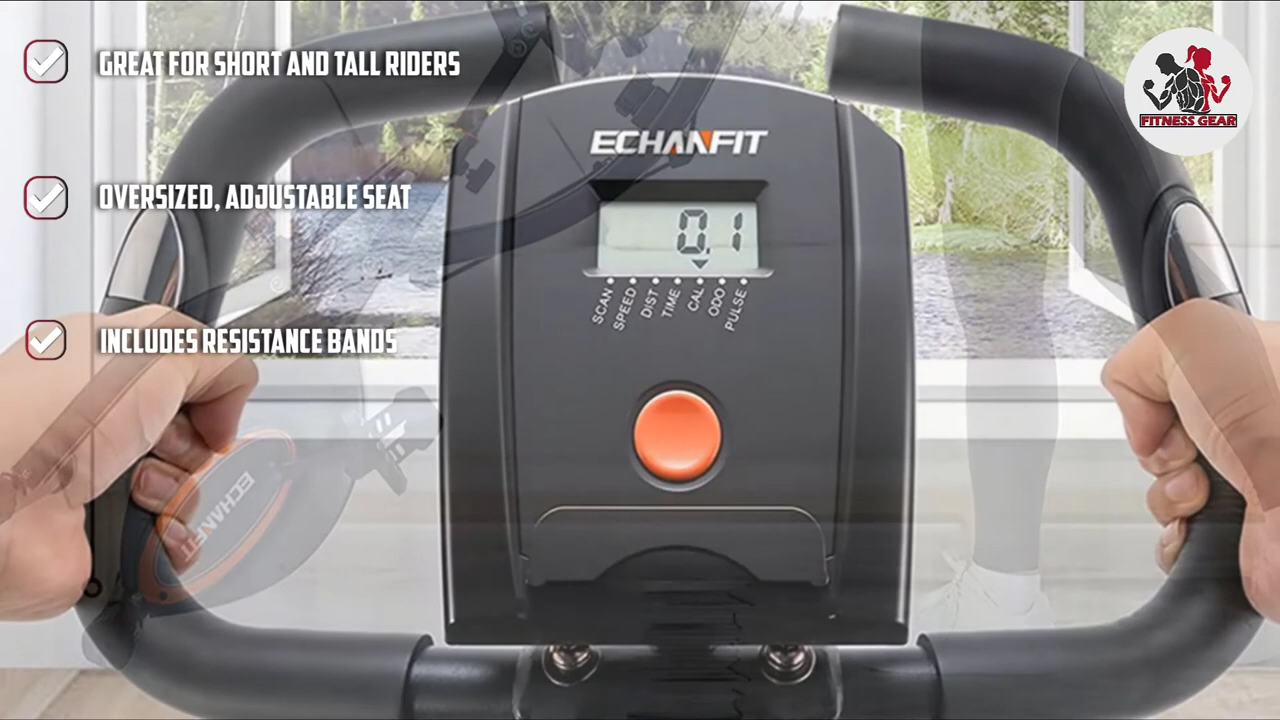 GREAT FOR SHORT AND TALL RIDERS
OVERSIZED, ADJUSTABLE SEAT
INCLUDES RESISTANCE BANDS
FITNESS GEAR
ECHANFIT
0.1
SCAN
SPEED
DIST
TIME
CAL
ODO
PULSE
ECHANFIT